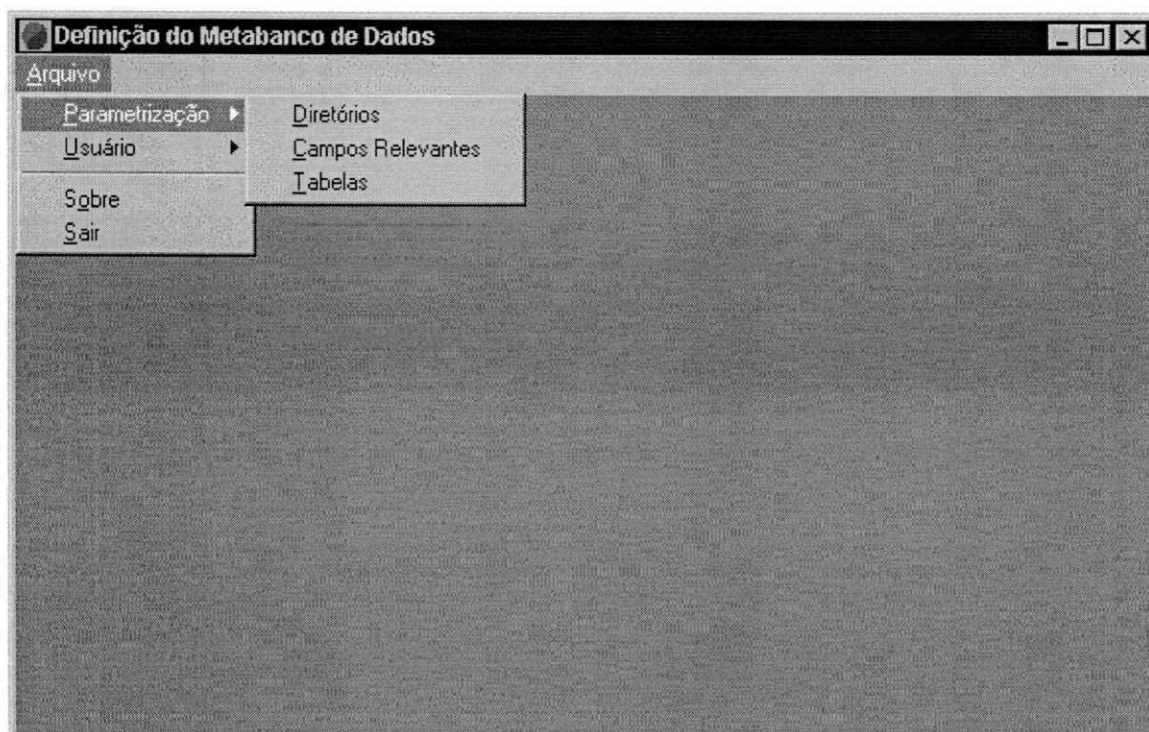 Definição do Metabanco de Dados
Arquivo
Parametrização
Usuário
Sobre
Sair
Diretórios
Campos Relevantes
Tabelas